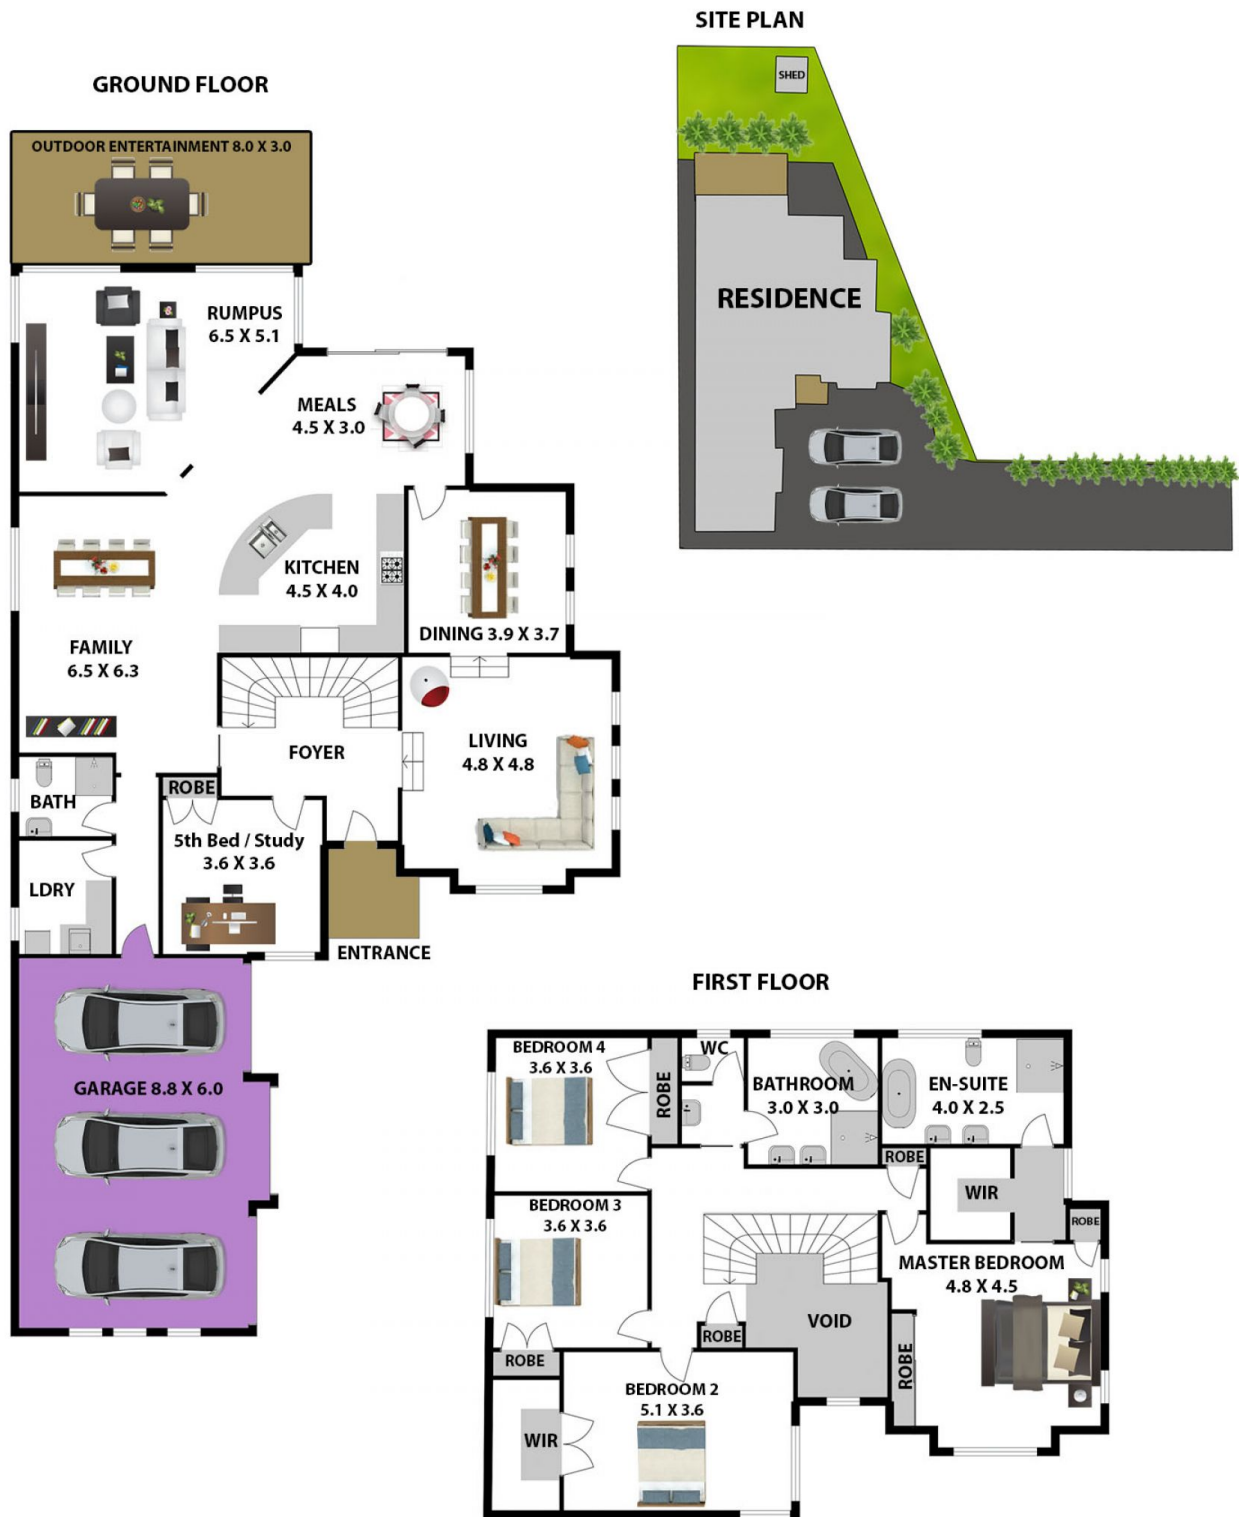 SITE PLAN
SHED
RESIDENCE
GROUND FLOOR
OUTDOOR ENTERTAINMENT 8.0 X 3.0
RUMPUS
6.5 X 5.1
MEALS
4.5 X 3.0
KITCHEN
4.5 X 4.0
DINING 3.9 X 3.7
FAMILY
6.5 X 6.3
FOYER
LIVING
4.8 X 4.8
BATH
ROBE
5th Bed / Study
3.6 X 3.6
LDRY
ENTRANCE
GARAGE 8.8 X 6.0
FIRST FLOOR
BEDROOM 4
3.6 X 3.6
ROBE
WC
BATHROOM
3.0 X 3.0
EN-SUITE
4.0 X 2.5
ROBE
WIR
ROBE
BEDROOM 3
3.6 X 3.6
MASTER BEDROOM
4.8 X 4.5
VOID
ROBE
ROBE
ROBE
BEDROOM 2
5.1 X 3.6
WIR